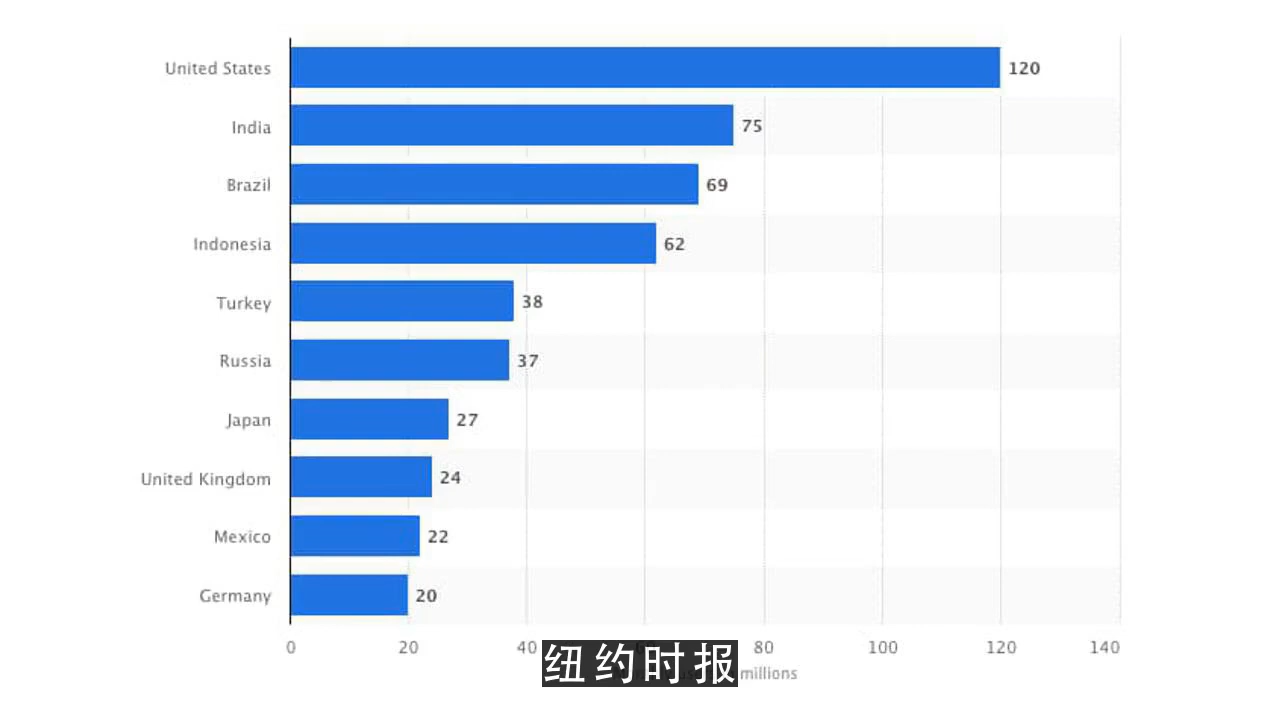 United States 120
India 75
Brazil 69
Indonesia 62
Turkey 38
Russia 37
Japan 27
United Kingdom 24
Mexico 22
Germany 20
0 20 40 80 100 120 140
纽约时报
millions